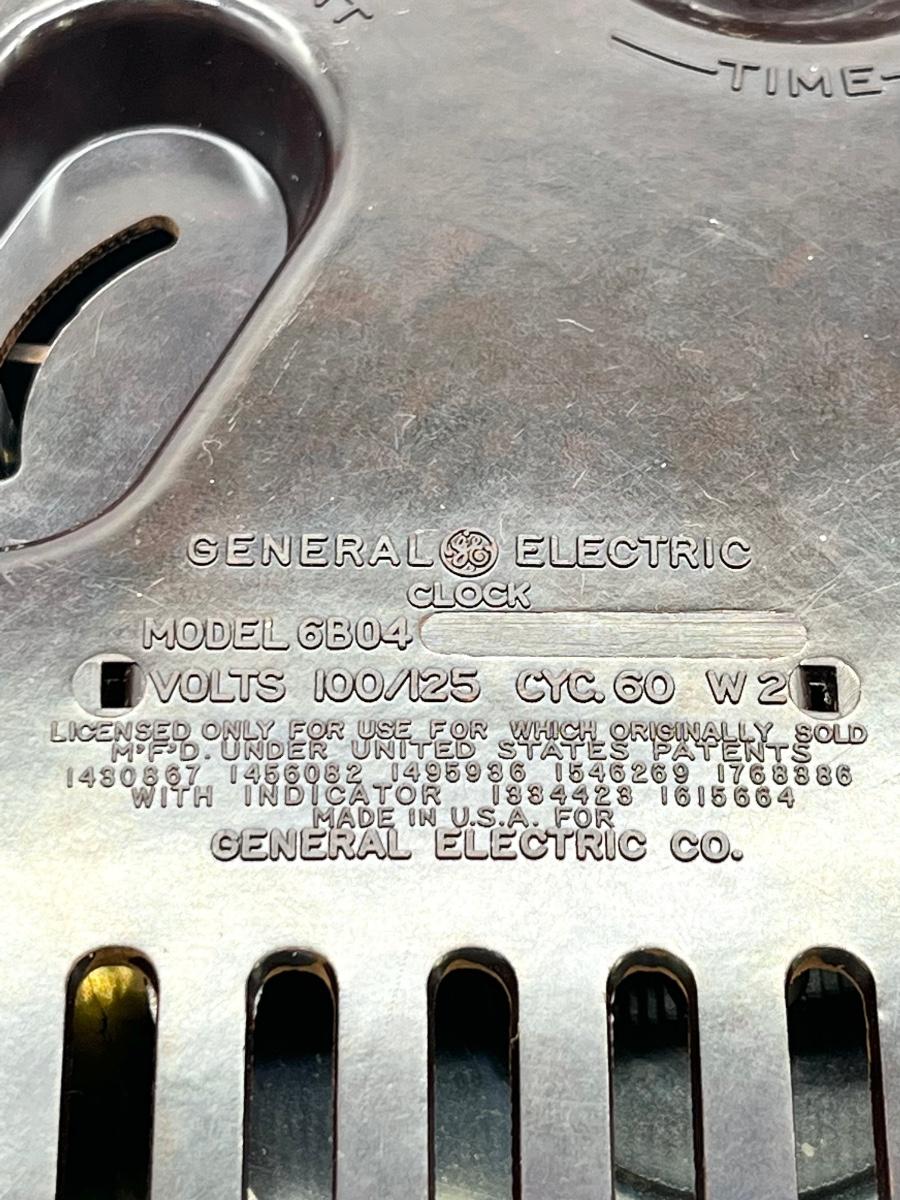 TIME
GENERAL GE ELECTRIC
CLOCK
MODEL 6B04
VOLTS 100/125 CYC. 60 W 2
LICENSED ONLY FOR USE FOR WHICH ORIGINALLY SOLD
M'F'D. UNDER UNITED STATES PATENTS
1430867 1456082 1495936 1546269 1768386
WITH INDICATOR 1334423 1615664
MADE IN U.S.A. FOR
GENERAL ELECTRIC CO.